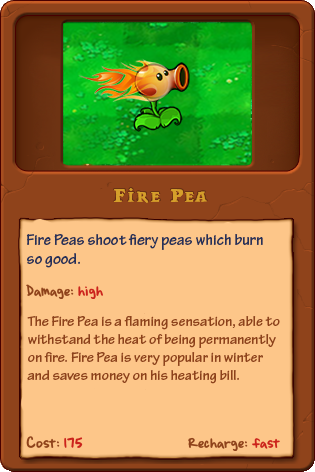 Fire Pea
Fire Peas shoot fiery peas which burn
so good.
Damage: high
The Fire Pea is a flaming sensation, able to
withstand the heat of being permanently
on fire. Fire Pea is very popular in winter
and saves money on his heating bill.
Cost: 175 Recharge: fast